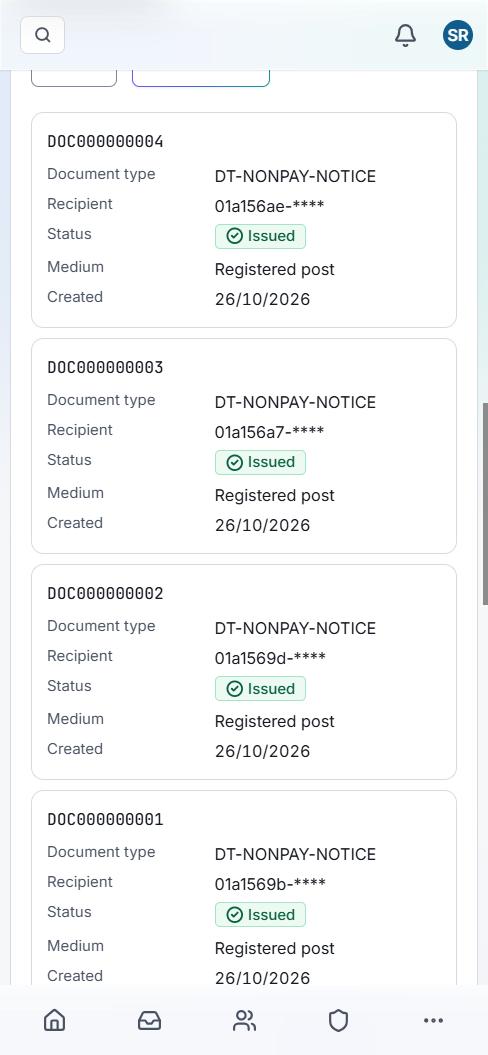 SR
DOC000000004
Document type DT-NONPAY-NOTICE
Recipient 01a156ae-****
Status Issued
Medium Registered post
Created 26/10/2026
DOC000000003
Document type DT-NONPAY-NOTICE
Recipient 01a156a7-****
Status Issued
Medium Registered post
Created 26/10/2026
DOC000000002
Document type DT-NONPAY-NOTICE
Recipient 01a1569d-****
Status Issued
Medium Registered post
Created 26/10/2026
DOC000000001
Document type DT-NONPAY-NOTICE
Recipient 01a1569b-****
Status Issued
Medium Registered post
Created 26/10/2026